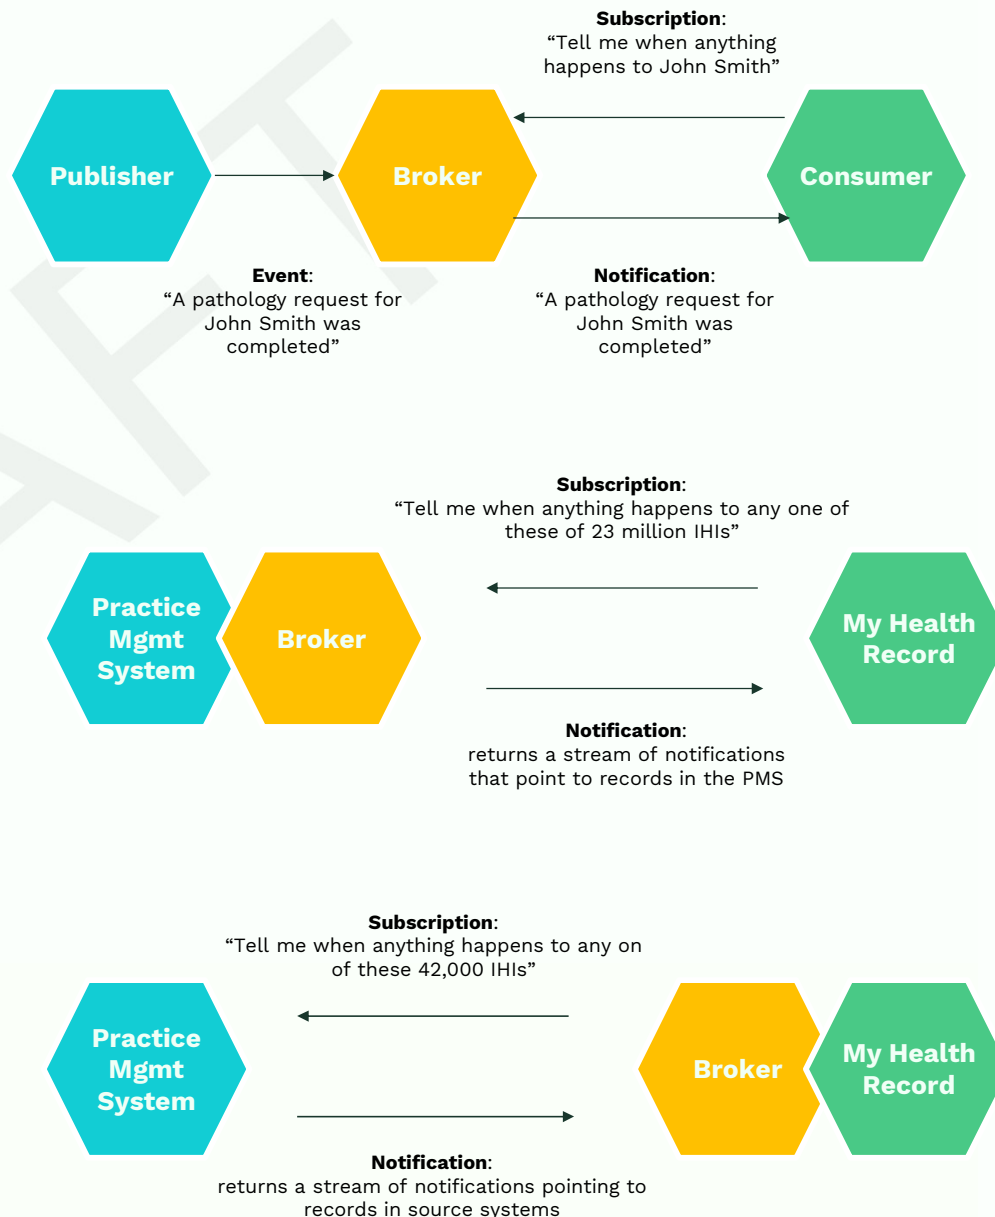 Subscription:
“Tell me when anything
happens to John Smith”
Publisher
Broker
Consumer
Event:
“A pathology request for
John Smith was
completed”
Notification:
“A pathology request for
John Smith was
completed”
Subscription:
“Tell me when anything happens to any one of
these of 23 million IHIs”
Practice
Mgmt
System
Broker
My Health
Record
Notification:
returns a stream of notifications
that point to records in the PMS
Subscription:
“Tell me when anything happens to any on
of these 42,000 IHIs”
Practice
Mgmt
System
Broker
My Health
Record
Notification:
returns a stream of notifications pointing to
records in source systems
AFT